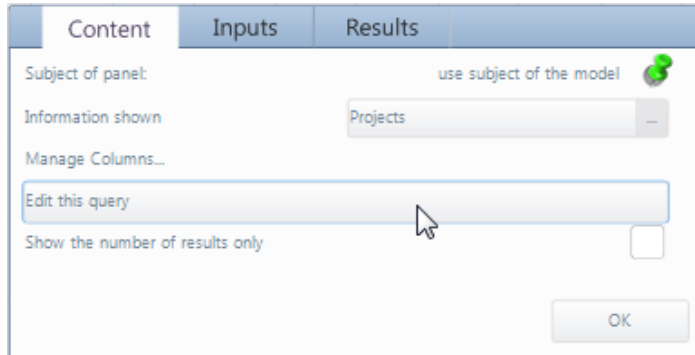 Content Inputs Results
Subject of panel: use subject of the model
Information shown Projects ...
Manage Columns...
Edit this query
Show the number of results only
OK